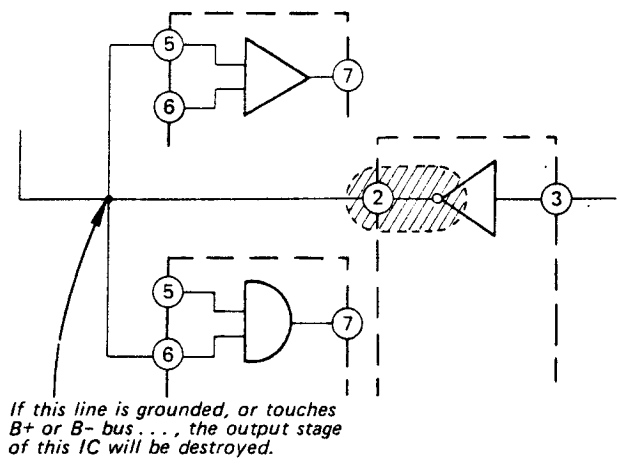 5
7
6
2
3
5
7
6
If this line is grounded, or touches
B+ or B- bus . . . , the output stage
of this IC will be destroyed.